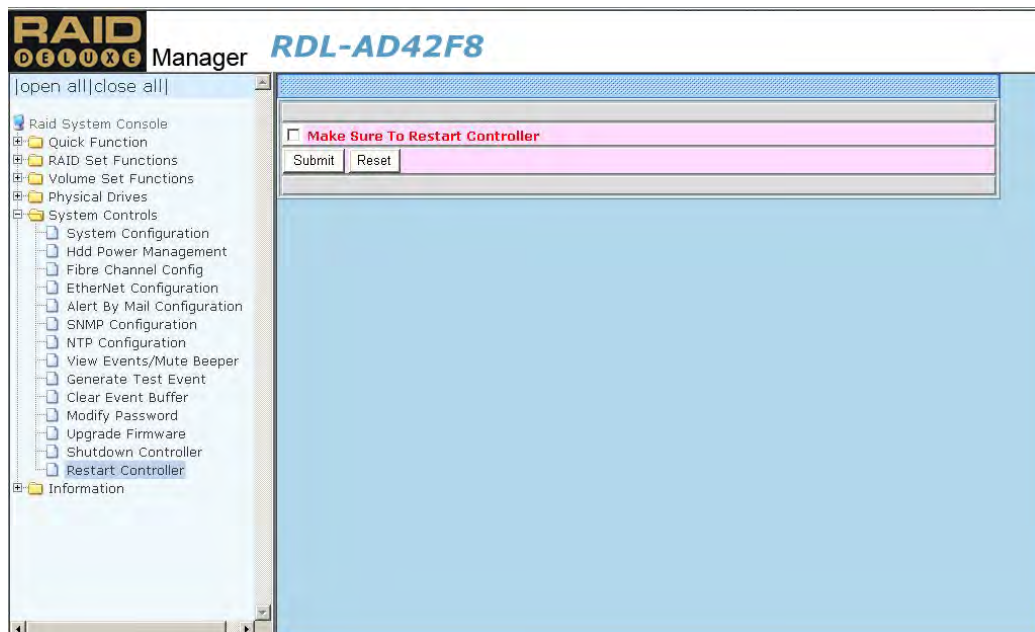 RAID
DELUXE Manager
RDL-AD42F8
|open all|close all|
Raid System Console
Quick Function
RAID Set Functions
Volume Set Functions
Physical Drives
System Controls
System Configuration
Hdd Power Management
Fibre Channel Config
EtherNet Configuration
Alert By Mail Configuration
SNMP Configuration
NTP Configuration
View Events/Mute Beeper
Generate Test Event
Clear Event Buffer
Modify Password
Upgrade Firmware
Shutdown Controller
Restart Controller
Information
Make Sure To Restart Controller
Submit Reset